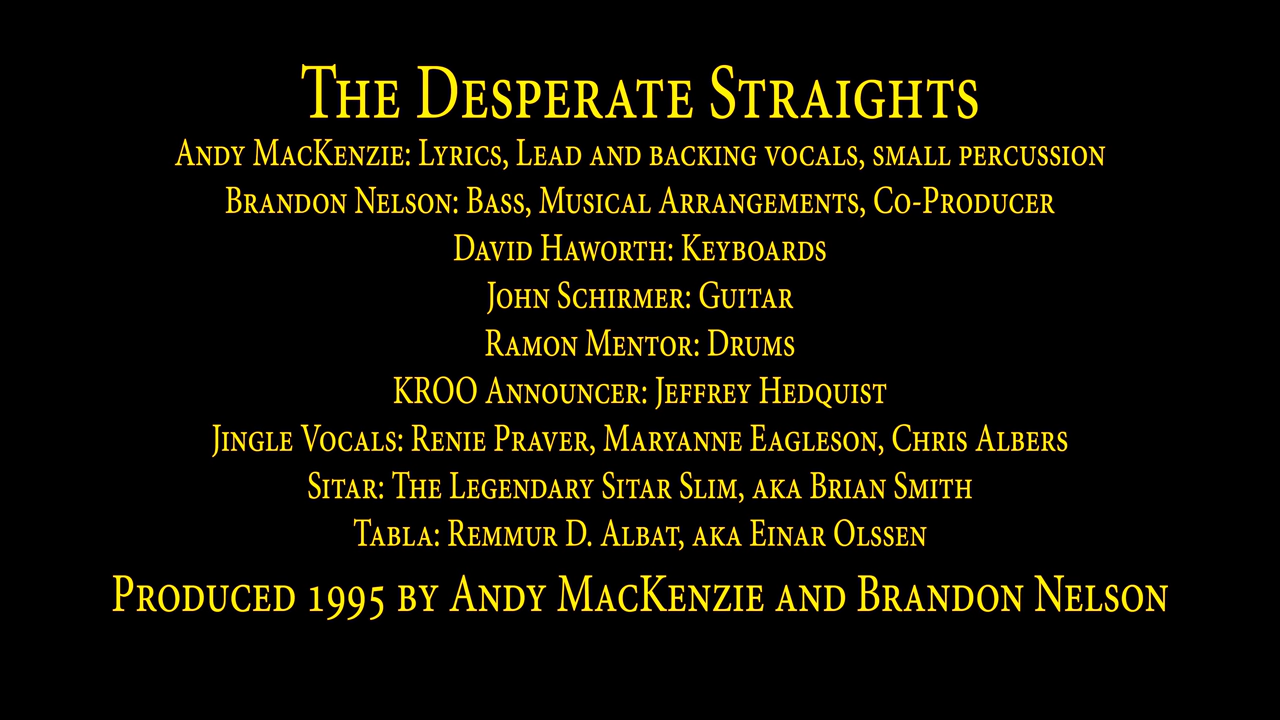 The Desperate Straights
Andy MacKenzie: Lyrics, Lead and backing vocals, small percussion
Brandon Nelson: Bass, Musical Arrangements, Co-Producer
David Haworth: Keyboards
John Schirmer: Guitar
Ramon Mentor: Drums
KROO Announcer: Jeffrey Hedquist
Jingle Vocals: Renie Praver, Maryanne Eagleson, Chris Albers
Sitar: The Legendary Sitar Slim, aka Brian Smith
Tabla: Remmur D. Albat, aka Einar Olssen
Produced 1995 by Andy MacKenzie and Brandon Nelson